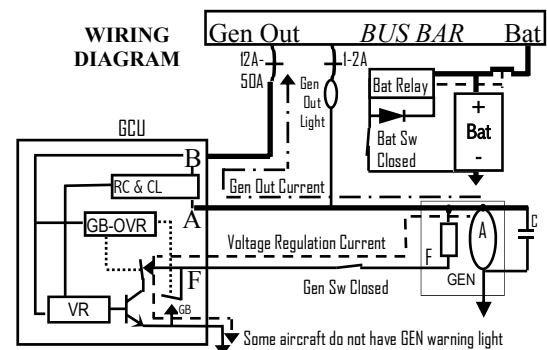 WIRING
DIAGRAM
Gen Out BUS BAR Bat
12A-
50A
1-2A
Gen
Out
Light
Bat Relay
Bat Sw
Closed
+
Bat
-
GCU
B
RC & CL
A
Gen Out Current
GB-OVR
Voltage Regulation Current
F
Gen Sw Closed
F
A
GEN
C
VR
GB
Some aircraft do not have GEN warning light